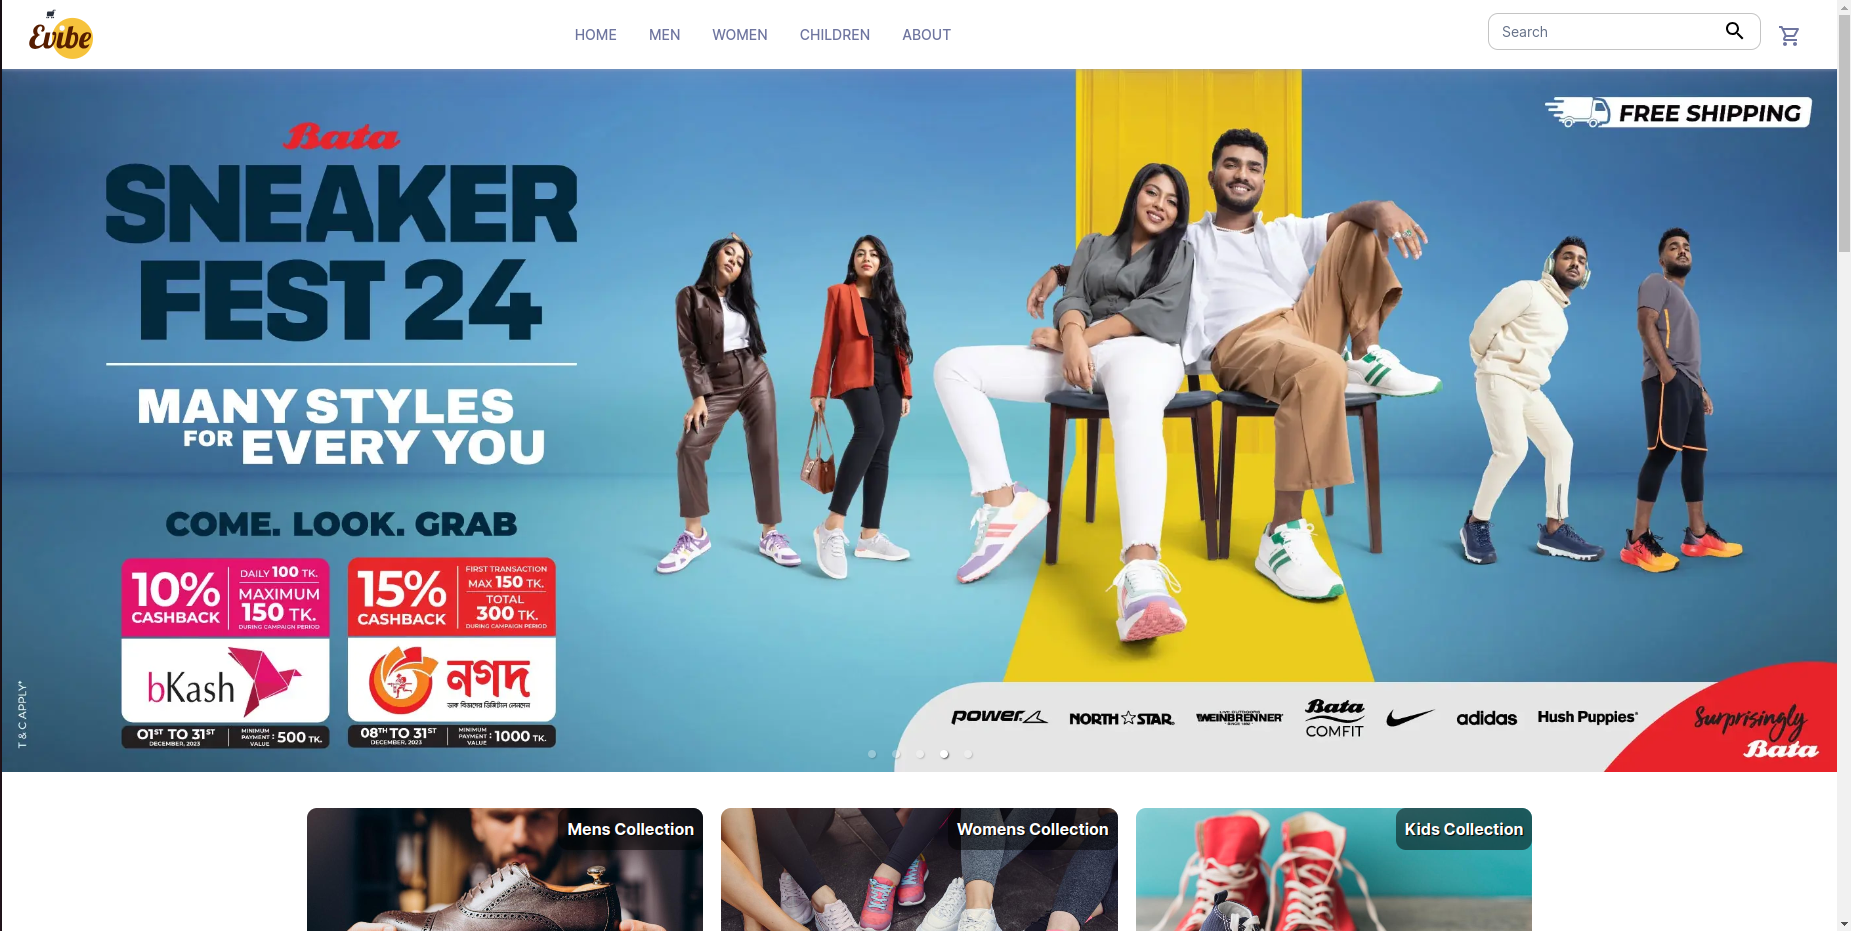 Evibe
HOME
MEN
WOMEN
CHILDREN
ABOUT
Search
FREE SHIPPING
Bata
SNEAKER
FEST 24
MANY STYLES
FOR EVERY YOU
COME. LOOK. GRAB
10%
CASHBACK
DAILY 100 TK.
MAXIMUM
150 TK.
DURING CAMPAIGN PERIOD
15%
CASHBACK
FIRST TRANSACTION
MAX 150 TK.
TOTAL
300 TK.
DURING CAMPAIGN PERIOD
bKash
নগদ
ডাক বিভাগের ডিজিটাল লেনদেন
01ST TO 31ST
DECEMBER, 2023
MINIMUM
PAYMENT :
VALUE
500 TK.
08TH TO 31ST
DECEMBER, 2023
MINIMUM
PAYMENT :
VALUE
1000 TK.
T & C APPLY*
power
NORTH STAR
WEINBRENNER
Bata
COMFIT
adidas
Hush Puppies
Surprisingly
Bata
Mens Collection
Womens Collection
Kids Collection